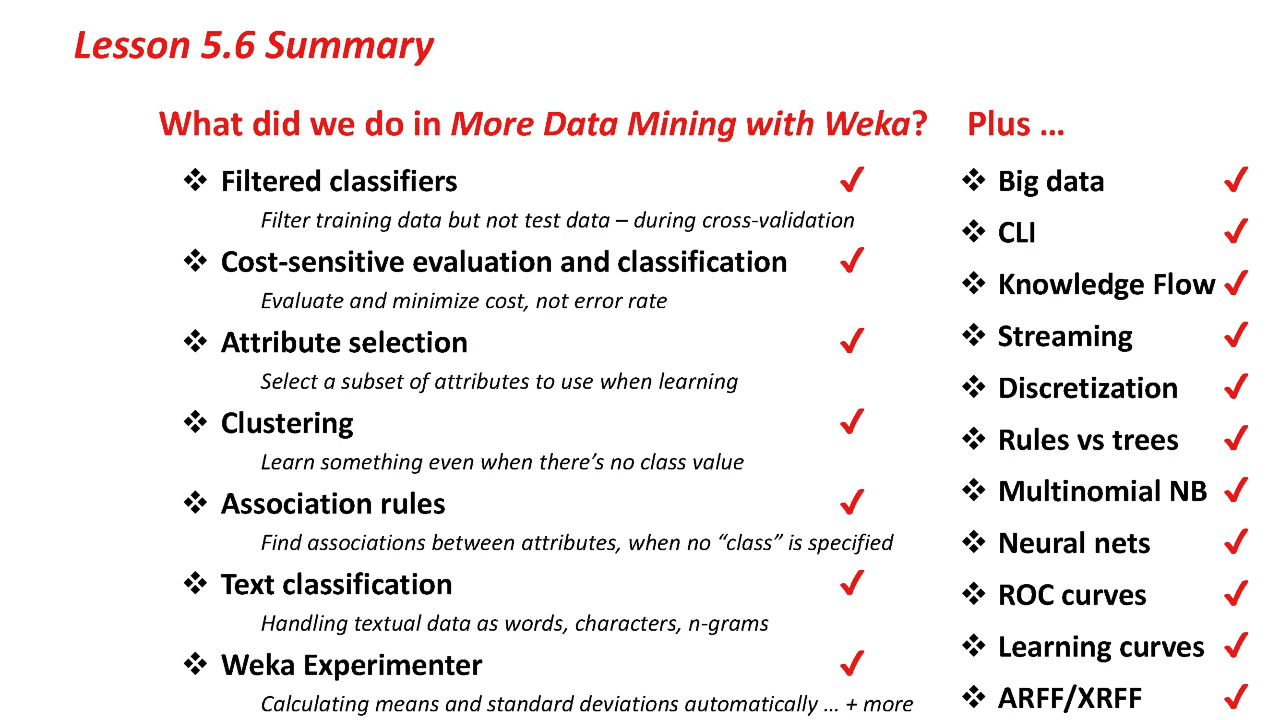 Lesson 5.6 Summary
What did we do in More Data Mining with Weka?
❖ Filtered classifiers ✔
Filter training data but not test data – during cross-validation
❖ Cost-sensitive evaluation and classification ✔
Evaluate and minimize cost, not error rate
❖ Attribute selection ✔
Select a subset of attributes to use when learning
❖ Clustering ✔
Learn something even when there’s no class value
❖ Association rules ✔
Find associations between attributes, when no “class” is specified
❖ Text classification ✔
Handling textual data as words, characters, n-grams
❖ Weka Experimenter ✔
Calculating means and standard deviations automatically … + more
Plus …
❖ Big data ✔
❖ CLI ✔
❖ Knowledge Flow ✔
❖ Streaming ✔
❖ Discretization ✔
❖ Rules vs trees ✔
❖ Multinomial NB ✔
❖ Neural nets ✔
❖ ROC curves ✔
❖ Learning curves ✔
❖ ARFF/XRFF ✔